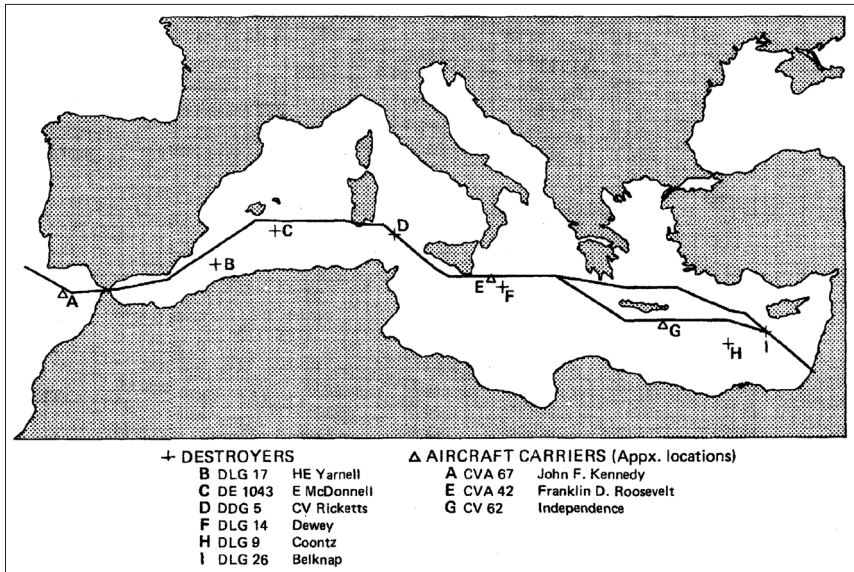 A
B
C
D
E
F
G
H
I
DESTROYERS
B DLG 17 HE Yarnell
C DE 1043 E McDonnell
D DDG 5 CV Ricketts
F DLG 14 Dewey
H DLG 9 Coontz
I DLG 26 Belknap
AIRCRAFT CARRIERS (Appx. locations)
A CVA 67 John F. Kennedy
E CVA 42 Franklin D. Roosevelt
G CV 62 Independence